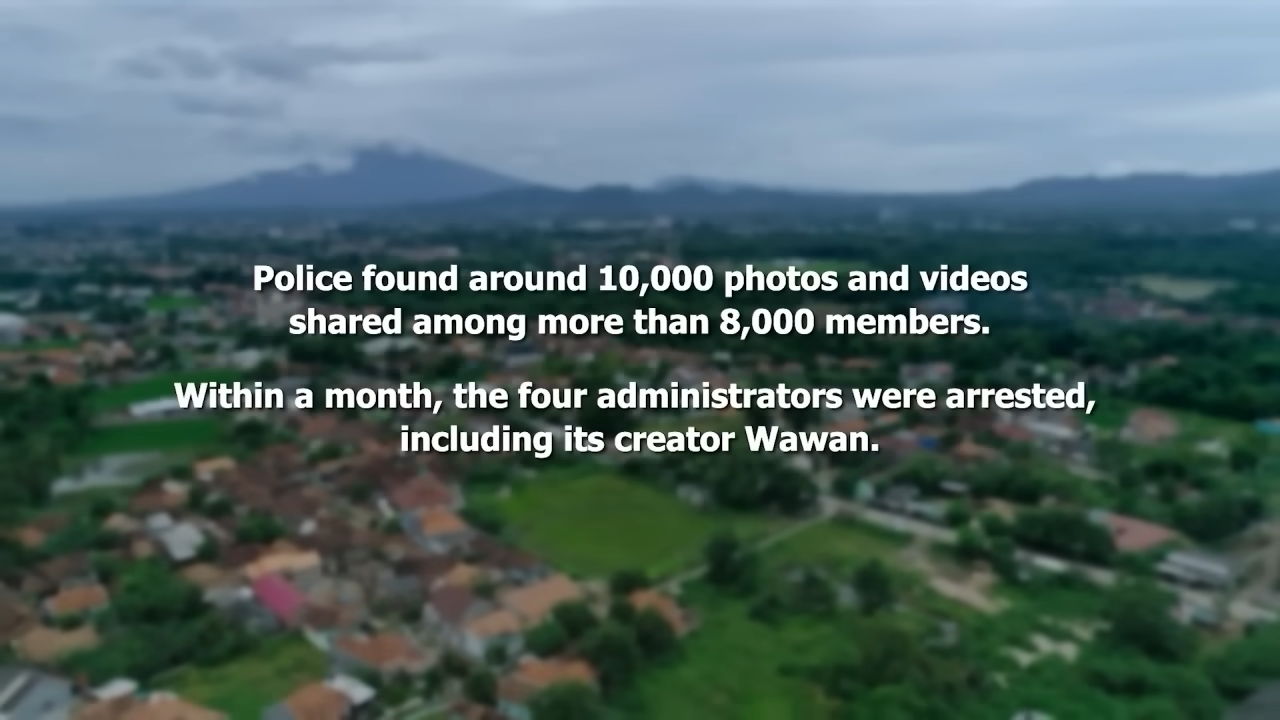 Police found around 10,000 photos and videos
shared among more than 8,000 members.
Within a month, the four administrators were arrested,
including its creator Wawan.